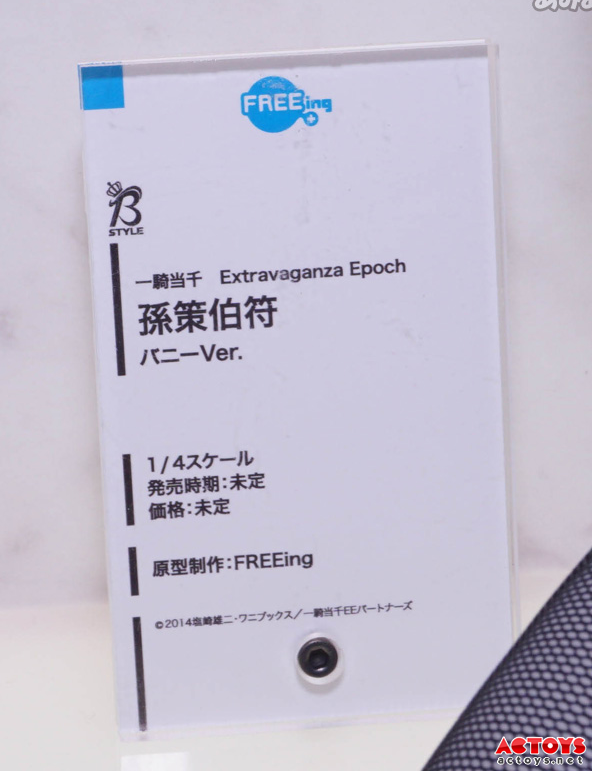 FREEing
B
STYLE
一騎当千　Extravaganza Epoch
孫策伯符
バニーVer.
1/4スケール
発売時期：未定
価格：未定
原型制作：FREEing
©2014塩崎雄二・ワニブックス／一騎当千EEパートナーズ
ACTOYS
actoys.net